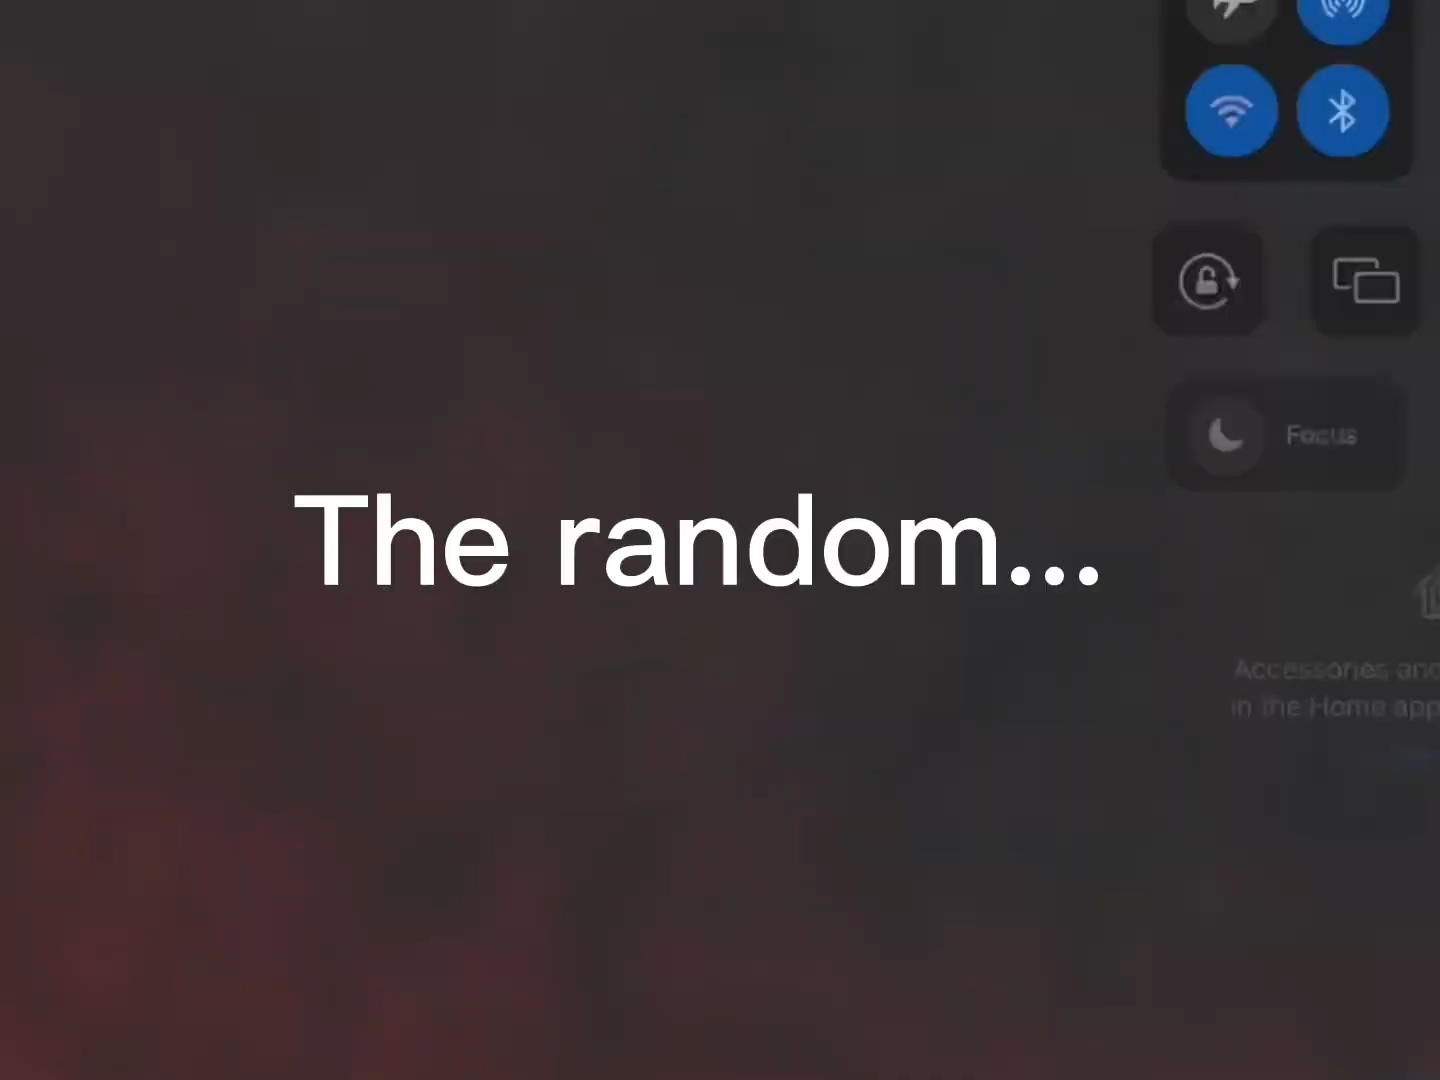 Focus
The random...
Accessories and
in the Home app